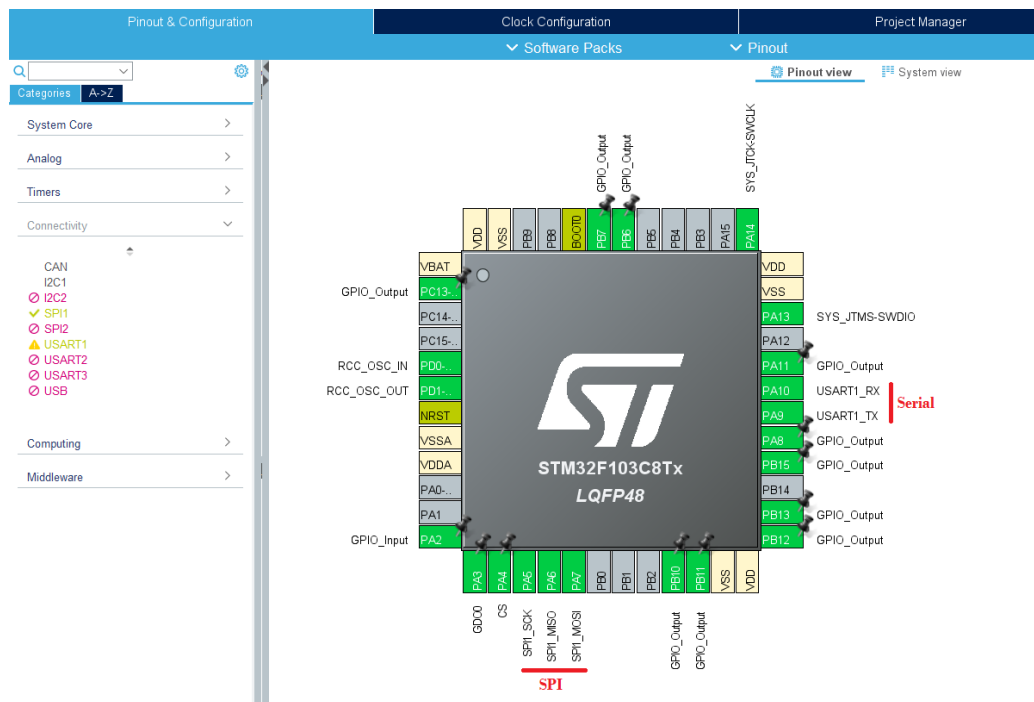 Pinout & Configuration
Clock Configuration
Project Manager
Software Packs
Pinout
Categories
A->Z
Pinout view
System view
System Core
Analog
Timers
Connectivity
CAN
I2C1
I2C2
SPI1
SPI2
USART1
USART2
USART3
USB
Computing
Middleware
GPIO_Output
GPIO_Output
SYS_JTCK-SWCLK
VDD
VSS
PB9
PB8
BOOT0
PB7
PB6
PB5
PB4
PB3
PA15
PA14
VBAT
GPIO_Output
PC13-..
PC14-..
PC15-..
RCC_OSC_IN
PD0-..
RCC_OSC_OUT
PD1-..
NRST
VSSA
VDDA
PA0-..
PA1
GPIO_Input
PA2
STM32F103C8Tx
LQFP48
VDD
VSS
PA13 SYS_JTMS-SWDIO
PA12
PA11 GPIO_Output
PA10 USART1_RX
Serial
PA9 USART1_TX
PA8 GPIO_Output
PB15 GPIO_Output
PB14
PB13 GPIO_Output
PB12 GPIO_Output
PA3
PA4
PA5
PA6
PA7
PB0
PB1
PB2
PB10
PB11
VSS
VDD
GDO0
CS
SPI1_SCK
SPI1_MISO
SPI1_MOSI
GPIO_Output
GPIO_Output
SPI